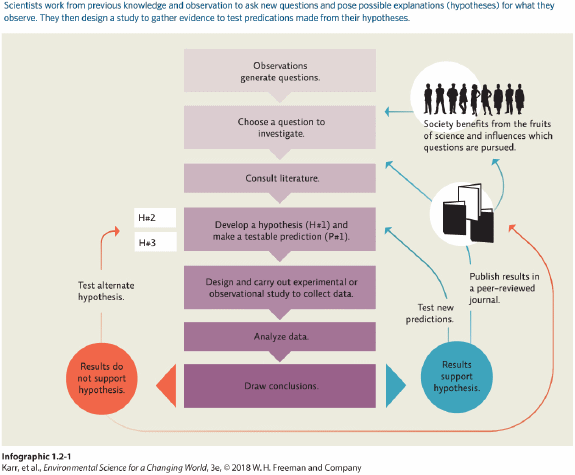 Scientists work from previous knowledge and observation to ask new questions and pose possible explanations (hypotheses) for what they
observe. They then design a study to gather evidence to test predications made from their hypotheses.
Observations
generate questions.
Choose a question to
investigate.
Society benefits from the fruits
of science and influences which
questions are pursued.
Consult literature.
H#2
H#3
Develop a hypothesis (H#1) and
make a testable prediction (P#1).
Test alternate
hypothesis.
Design and carry out experimental or
observational study to collect data.
Publish results in
a peer-reviewed
journal.
Test new
predictions.
Analyze data.
Results do
not support
hypothesis.
Draw conclusions.
Results
support
hypothesis.
Infographic 1.2-1
Karr, et al., Environmental Science for a Changing World, 3e, © 2018 W. H. Freeman and Company